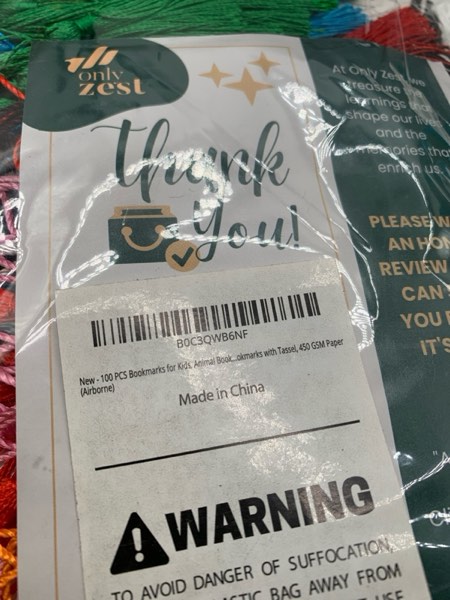 only
zest
Thank
You!
At Only Zest, we
treasure the
learnings that
shape our lives
and the
memories that
enrich us.
PLEASE
AN
REVIEW
CAN
YOU
IT'S
B0C3QWB6NF
New - 100 PCS Bookmarks for Kids, Animal Book...okmarks with Tassel, 450 GSM Paper
(Airborne)
Made in China
WARNING
TO AVOID DANGER OF SUFFOCATION,
BAG AWAY FROM
USE